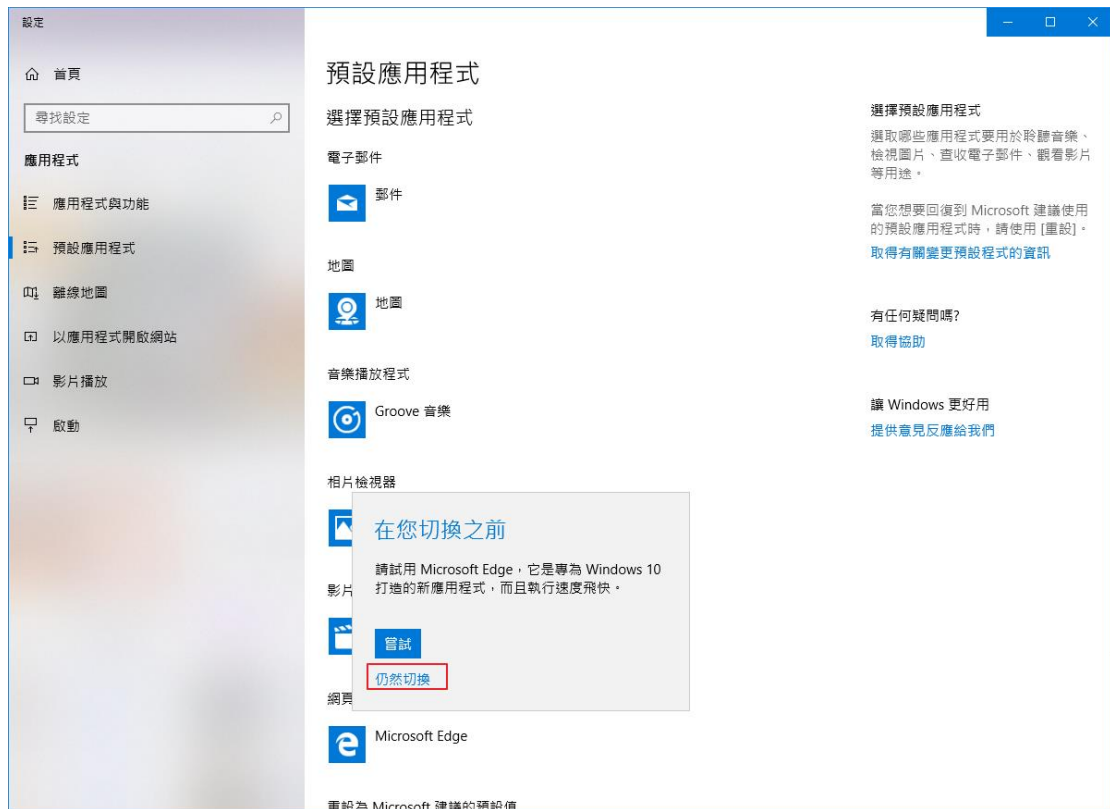 設定
首頁
尋找設定
應用程式
應用程式與功能
預設應用程式
離線地圖
以應用程式開啟網站
影片播放
啟動
預設應用程式
選擇預設應用程式
電子郵件
郵件
地圖
地圖
音樂播放程式
Groove 音樂
相片檢視器
影片
網頁
Microsoft Edge
重設為 Microsoft 建議的預設值
在您切換之前
請試用 Microsoft Edge，它是專為 Windows 10
打造的新應用程式，而且執行速度飛快。
嘗試
仍然切換
選擇預設應用程式
選取哪些應用程式要用於聆聽音樂、
檢視圖片、查收電子郵件、觀看影片
等用途。
當您想要回復到 Microsoft 建議使用
的預設應用程式時，請使用 [重設]。
取得有關變更預設程式的資訊
有任何疑問嗎?
取得協助
讓 Windows 更好用
提供意見反應給我們